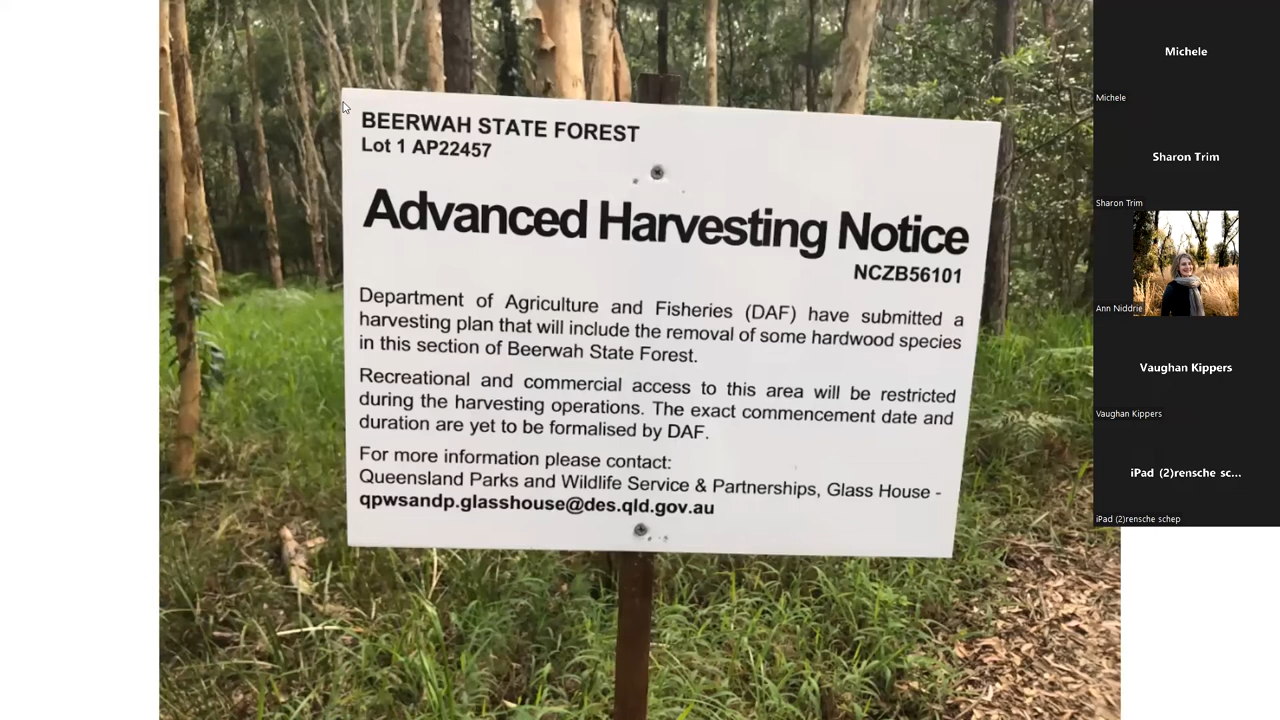 BEERWAH STATE FOREST
Lot 1 AP22457
Advanced Harvesting Notice
NCZB56101
Department of Agriculture and Fisheries (DAF) have submitted a
harvesting plan that will include the removal of some hardwood species
in this section of Beerwah State Forest.
Recreational and commercial access to this area will be restricted
during the harvesting operations. The exact commencement date and
duration are yet to be formalised by DAF.
For more information please contact:
Queensland Parks and Wildlife Service & Partnerships, Glass House -
qpwsandp.glasshouse@des.qld.gov.au
Michele
Michele
Sharon Trim
Sharon Trim
Ann Niddrie
Vaughan Kippers
Vaughan Kippers
iPad (2)rensche sc...
iPad (2)rensche schep